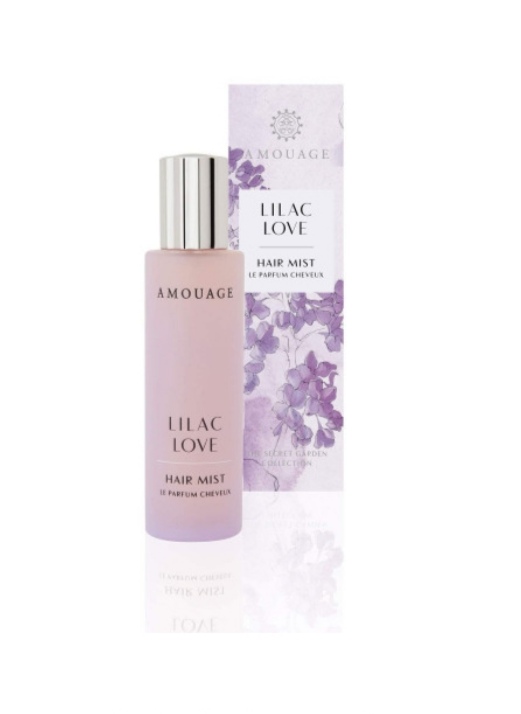 AMOUAGE
LILAC
LOVE
HAIR MIST
LE PARFUM CHEVEUX
SECRET GARDEN
COLLECTION
AMOUAGE
LILAC
LOVE
HAIR MIST
LE PARFUM CHEVEUX